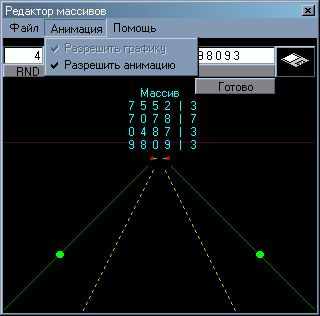 Редактор массивов
Файл Анимация Помощь
Разрешить графику
4 98093
Разрешить анимацию
RND
Готово
Массив
7 5 5 2 | 3
7 0 7 8 | 7
0 4 8 7 | 3
9 8 0 9 | 3